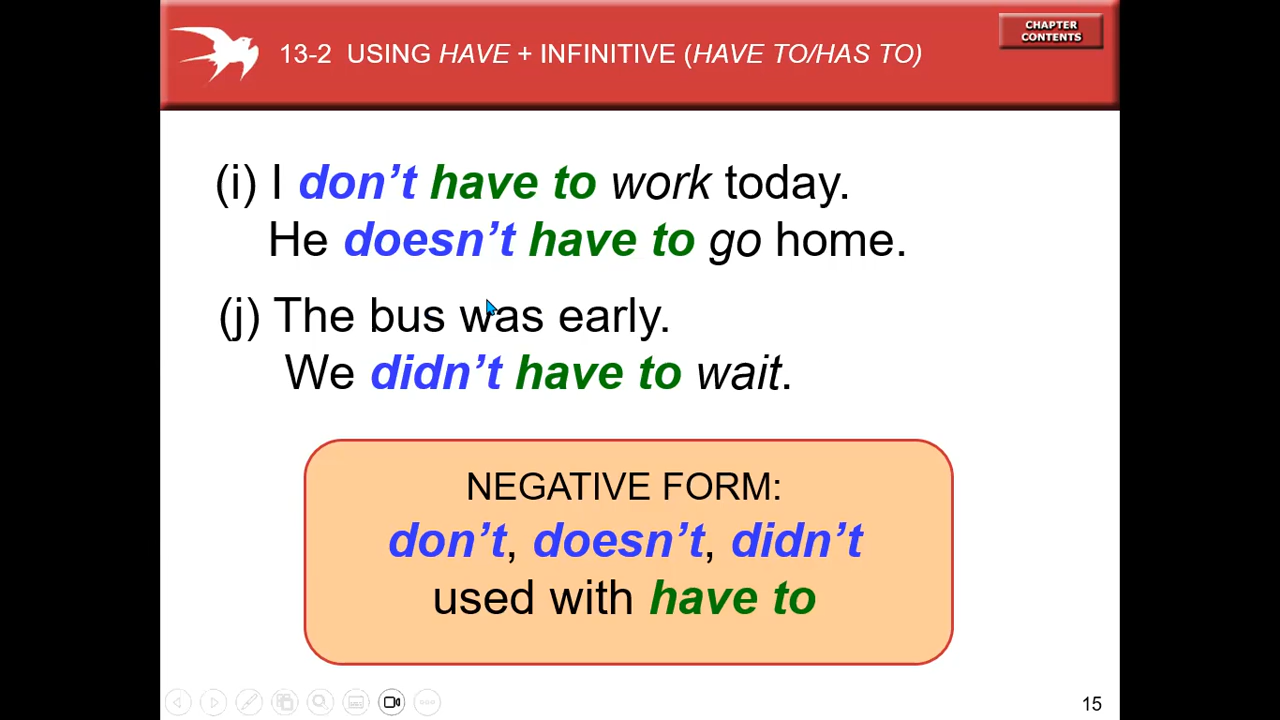 13-2 USING HAVE + INFINITIVE (HAVE TO/HAS TO)
CHAPTER
CONTENTS
(i) I don’t have to work today.
He doesn’t have to go home.
(j) The bus was early.
We didn’t have to wait.
NEGATIVE FORM:
don’t, doesn’t, didn’t
used with have to
15